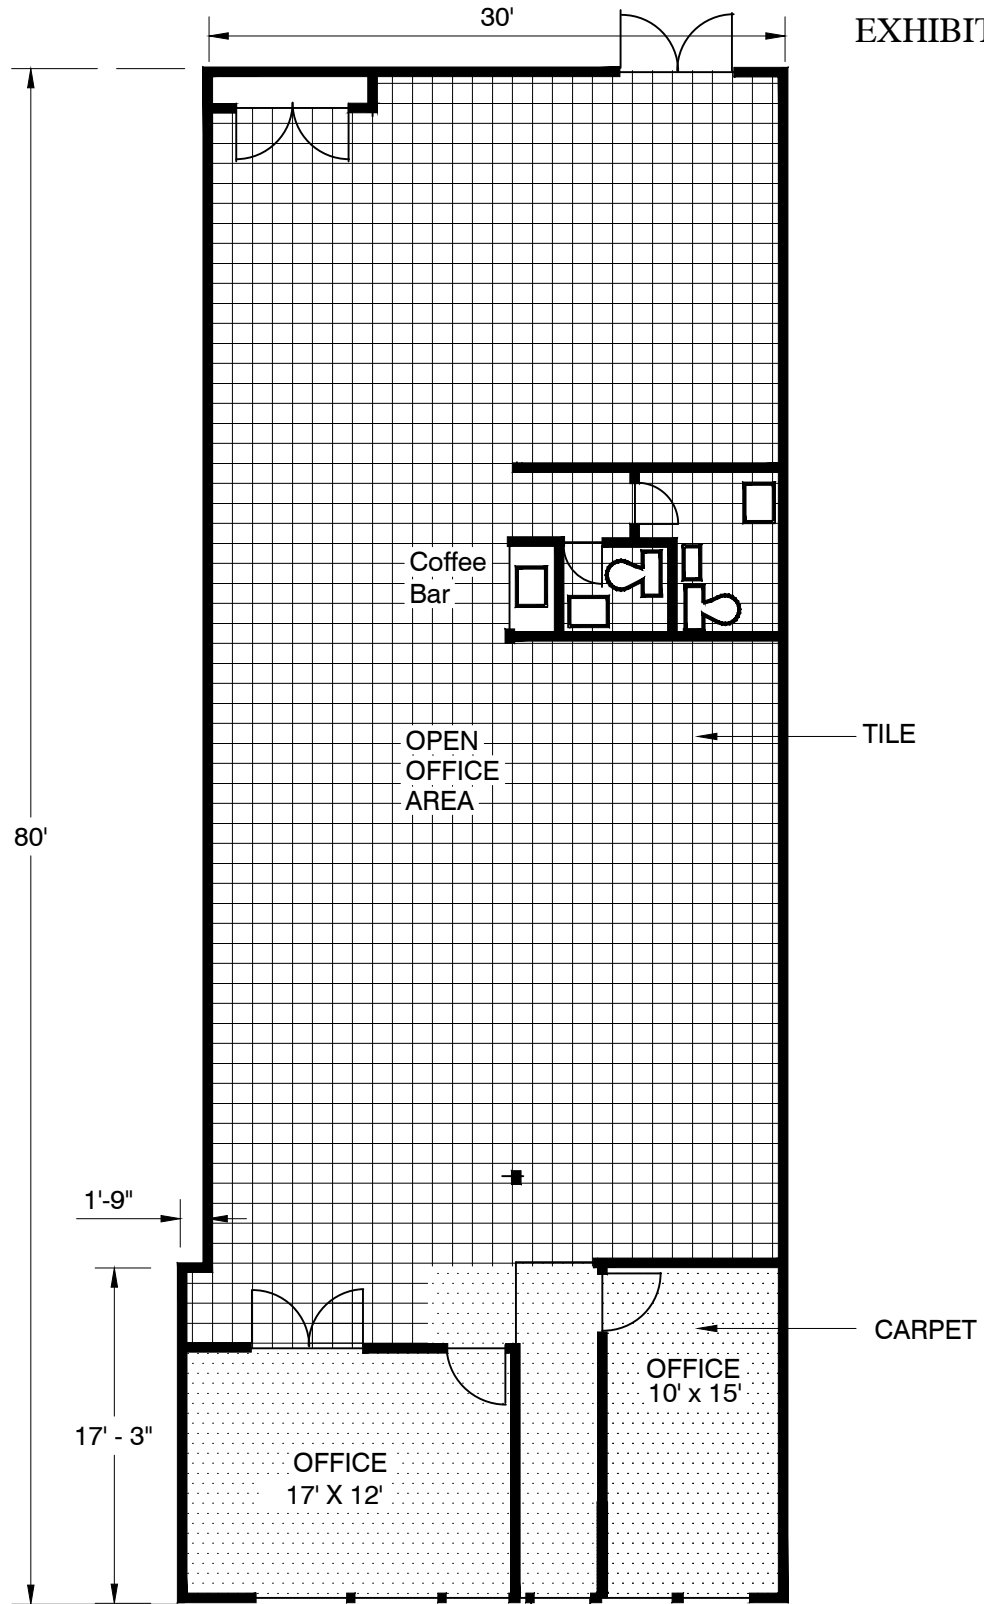 30'
EXHIBIT
Coffee
Bar
OPEN
OFFICE
AREA
TILE
80'
1'-9"
CARPET
OFFICE
10' x 15'
17' - 3"
OFFICE
17' X 12'